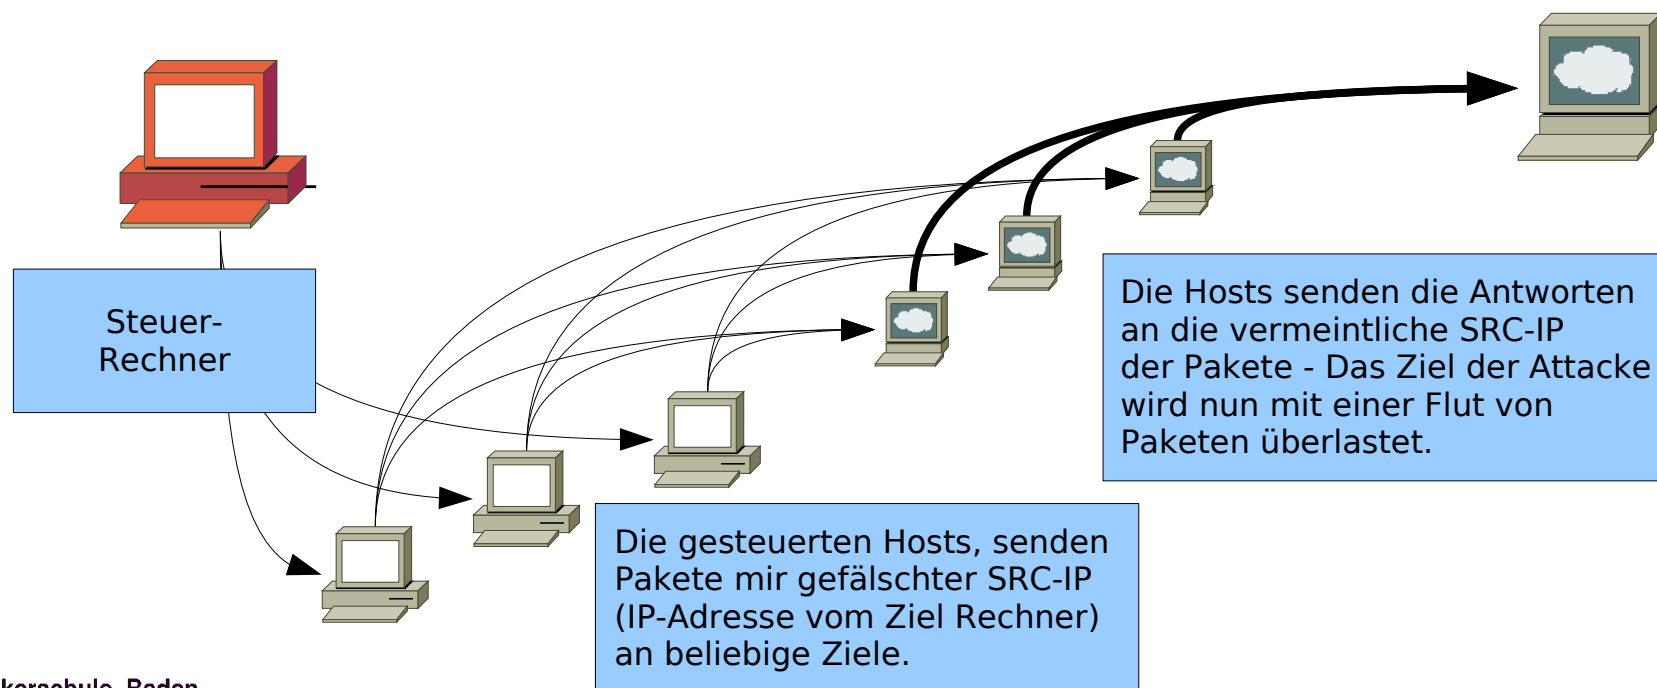 Steuer-
Rechner
Die Hosts senden die Antworten
an die vermeintliche SRC-IP
der Pakete - Das Ziel der Attacke
wird nun mit einer Flut von
Paketen überlastet.
Die gesteuerten Hosts, senden
Pakete mir gefälschter SRC-IP
(IP-Adresse vom Ziel Rechner)
an beliebige Ziele.
Baden